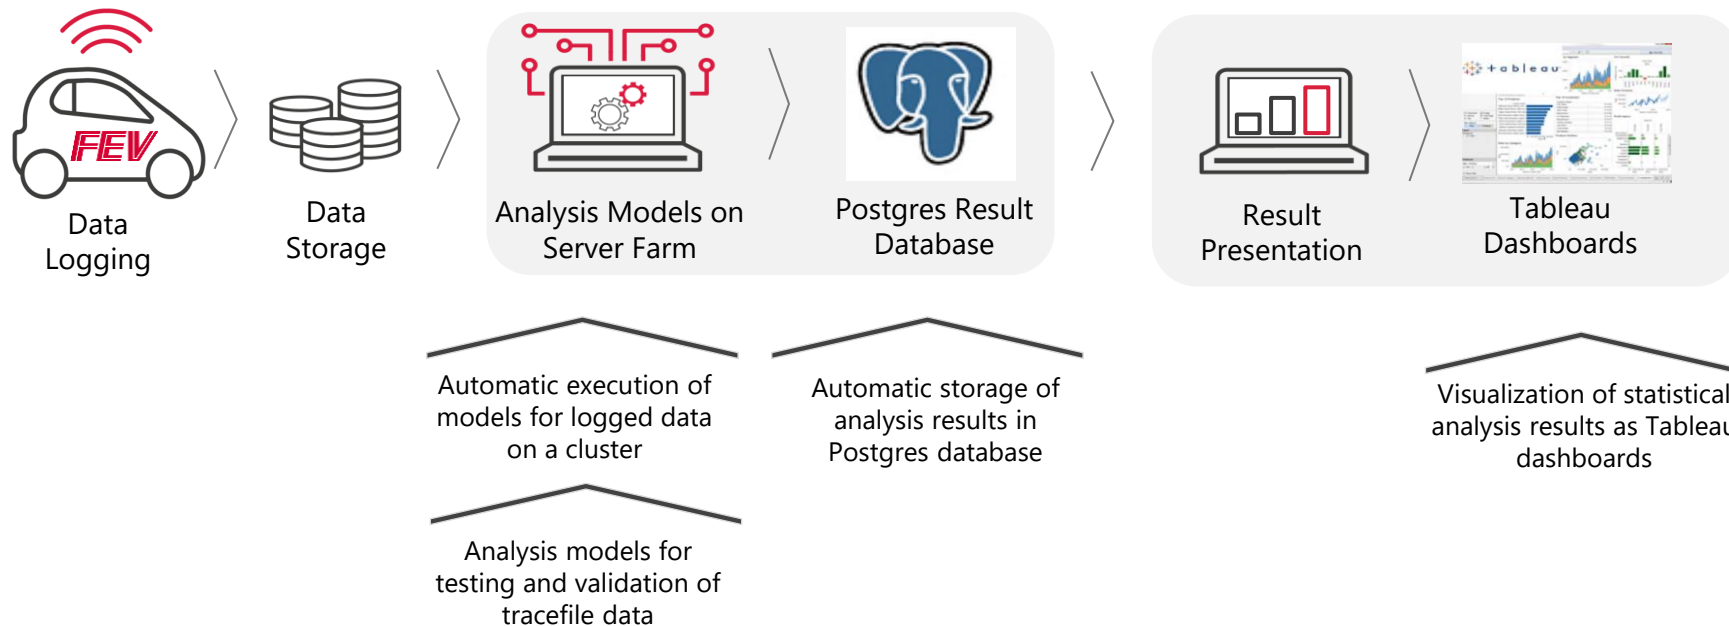 FEV
Data
Logging
Data
Storage
Analysis Models on
Server Farm
Postgres Result
Database
Result
Presentation
+ a b l e a u
Tableau
Dashboards
Automatic execution of
models for logged data
on a cluster
Automatic storage of
analysis results in
Postgres database
Visualization of statistical
analysis results as Tableau
dashboards
Analysis models for
testing and validation of
tracefile data